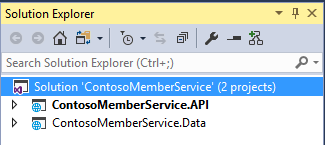 Solution Explorer
Search Solution Explorer (Ctrl+;)
Solution 'ContosoMemberService' (2 projects)
ContosoMemberService.API
ContosoMemberService.Data